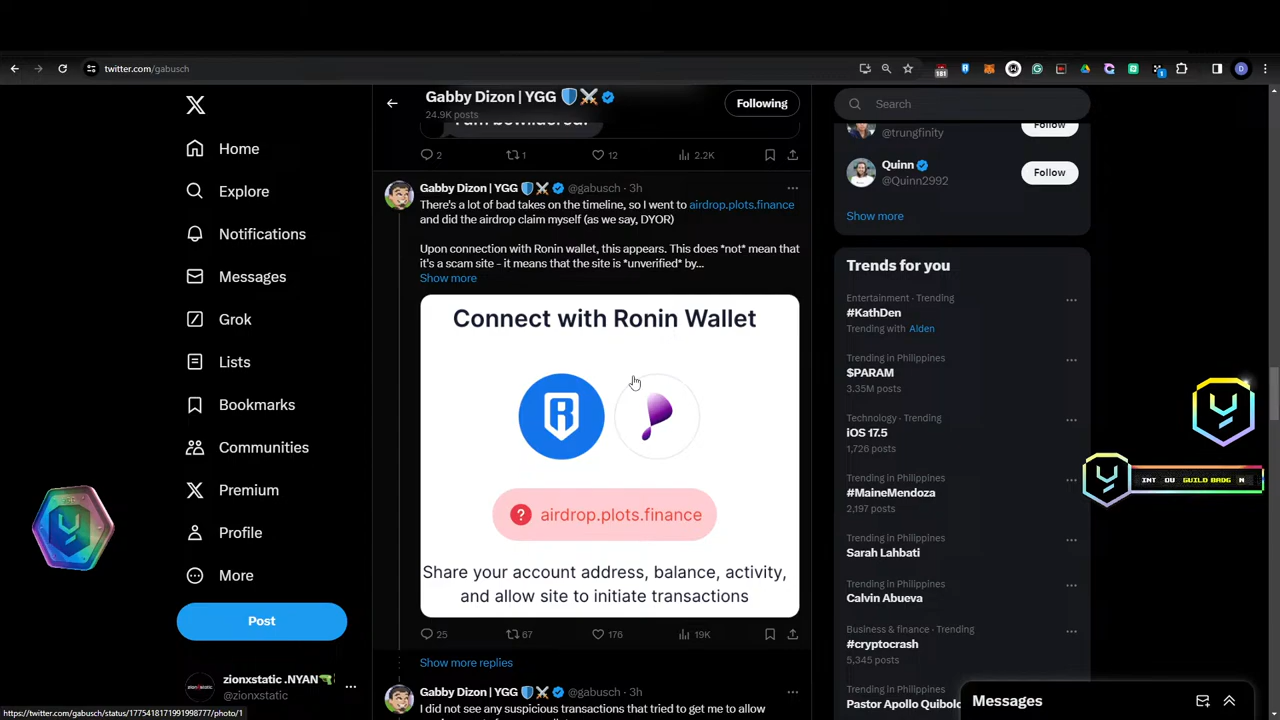 twitter.com/gabusch
181
D
Home
Explore
Notifications
Messages
Grok
Lists
Bookmarks
Communities
Premium
Profile
More
Post
zionxstatic .NYAN
@zionxstatic
https://twitter.com/gabusch/status/1775418171991998777/photo/1
Gabby Dizon | YGG
24.9K posts
Following
I am bewildered!
2
1
12
2.2K
Gabby Dizon | YGG @gabusch · 3h
There's a lot of bad takes on the timeline, so I went to airdrop.plots.finance
and did the airdrop claim myself (as we say, DYOR)
Upon connection with Ronin wallet, this appears. This does *not* mean that
it's a scam site - it means that the site is *unverified* by...
Show more
Connect with Ronin Wallet
airdrop.plots.finance
Share your account address, balance, activity,
and allow site to initiate transactions
25
67
176
19K
Show more replies
Gabby Dizon | YGG @gabusch · 3h
I did not see any suspicious transactions that tried to get me to allow
Search
@trungfinity
Follow
Quinn
@Quinn2992
Follow
Show more
Trends for you
Entertainment · Trending
#KathDen
Trending with Alden
Trending in Philippines
$PARAM
3.35M posts
Technology · Trending
iOS 17.5
1,726 posts
Trending in Philippines
#MaineMendoza
2,197 posts
Trending in Philippines
Sarah Lahbati
Trending in Philippines
Calvin Abueva
Business & finance · Trending
#cryptocrash
5,345 posts
Trending in Philippines
Pastor Apollo Quibolo
Messages
GUILD BADG